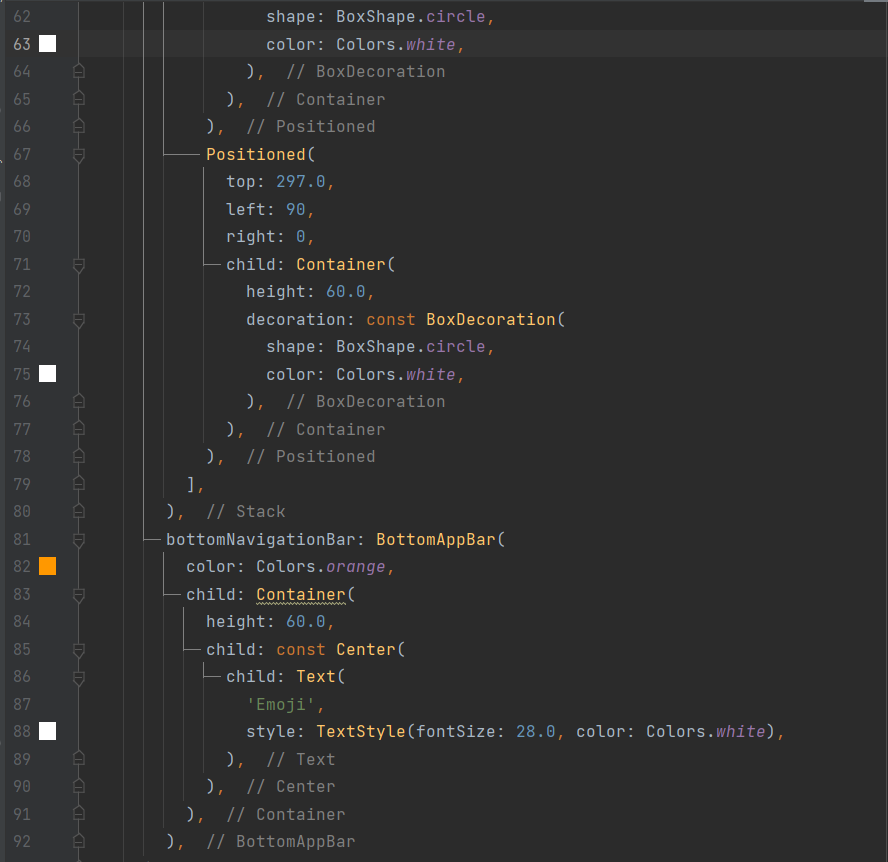 62 shape: BoxShape.circle,
63 color: Colors.white,
64 ), // BoxDecoration
65 ), // Container
66 ), // Positioned
67 Positioned(
68 top: 297.0,
69 left: 90,
70 right: 0,
71 child: Container(
72 height: 60.0,
73 decoration: const BoxDecoration(
74 shape: BoxShape.circle,
75 color: Colors.white,
76 ), // BoxDecoration
77 ), // Container
78 ), // Positioned
79 ],
80 ), // Stack
81 bottomNavigationBar: BottomAppBar(
82 color: Colors.orange,
83 child: Container(
84 height: 60.0,
85 child: const Center(
86 child: Text(
87 'Emoji',
88 style: TextStyle(fontSize: 28.0, color: Colors.white),
89 ), // Text
90 ), // Center
91 ), // Container
92 ), // BottomAppBar